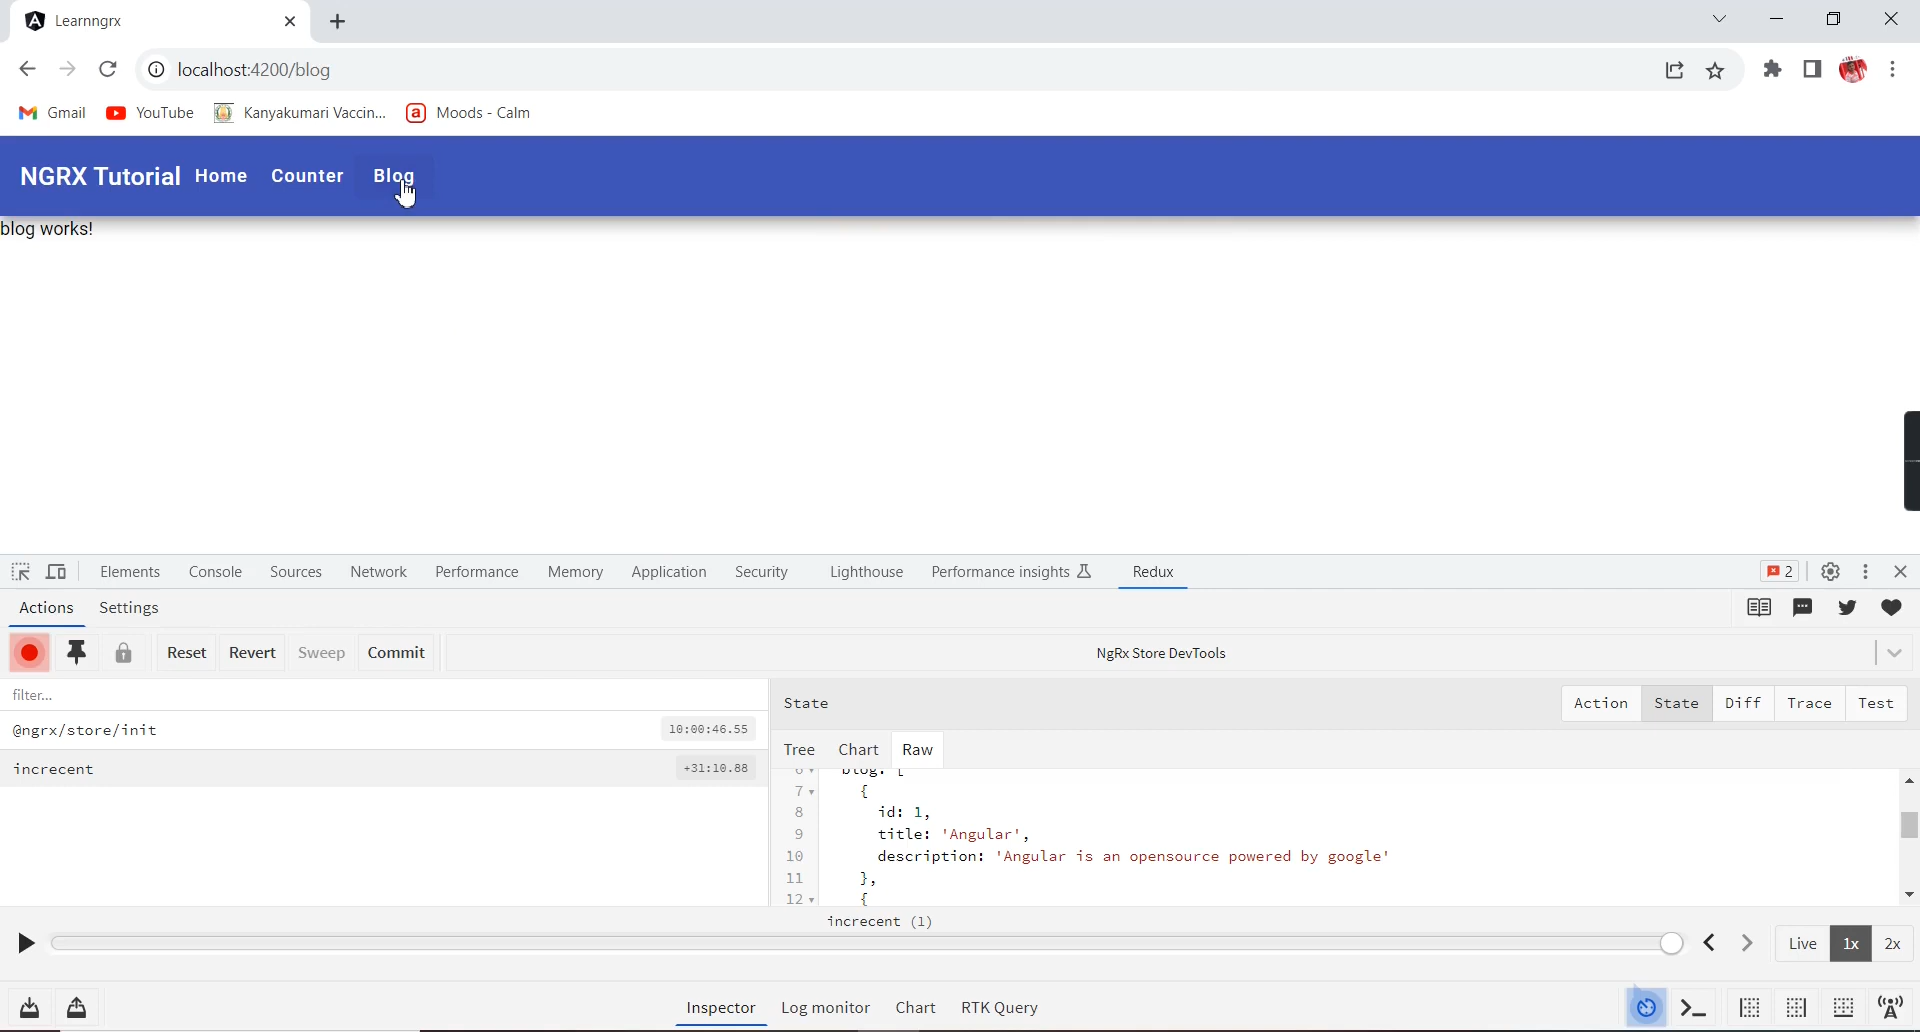 Learnngrx
localhost:4200/blog
Gmail YouTube Kanyakumari Vaccin... Moods - Calm
NGRX Tutorial Home Counter Blog
blog works!
Elements Console Sources Network Performance Memory Application Security Lighthouse Performance insights Redux 2
Actions Settings
Reset Revert Sweep Commit NgRx Store DevTools
filter...
State Action State Diff Trace Test
@ngrx/store/init 10:00:46.55
Tree Chart Raw
increcent +31:10.88
6 blog: [
7 {
8 id: 1,
9 title: 'Angular',
10 description: 'Angular is an opensource powered by google'
11 },
12 {
increcent (1)
Live 1x 2x
Inspector Log monitor Chart RTK Query